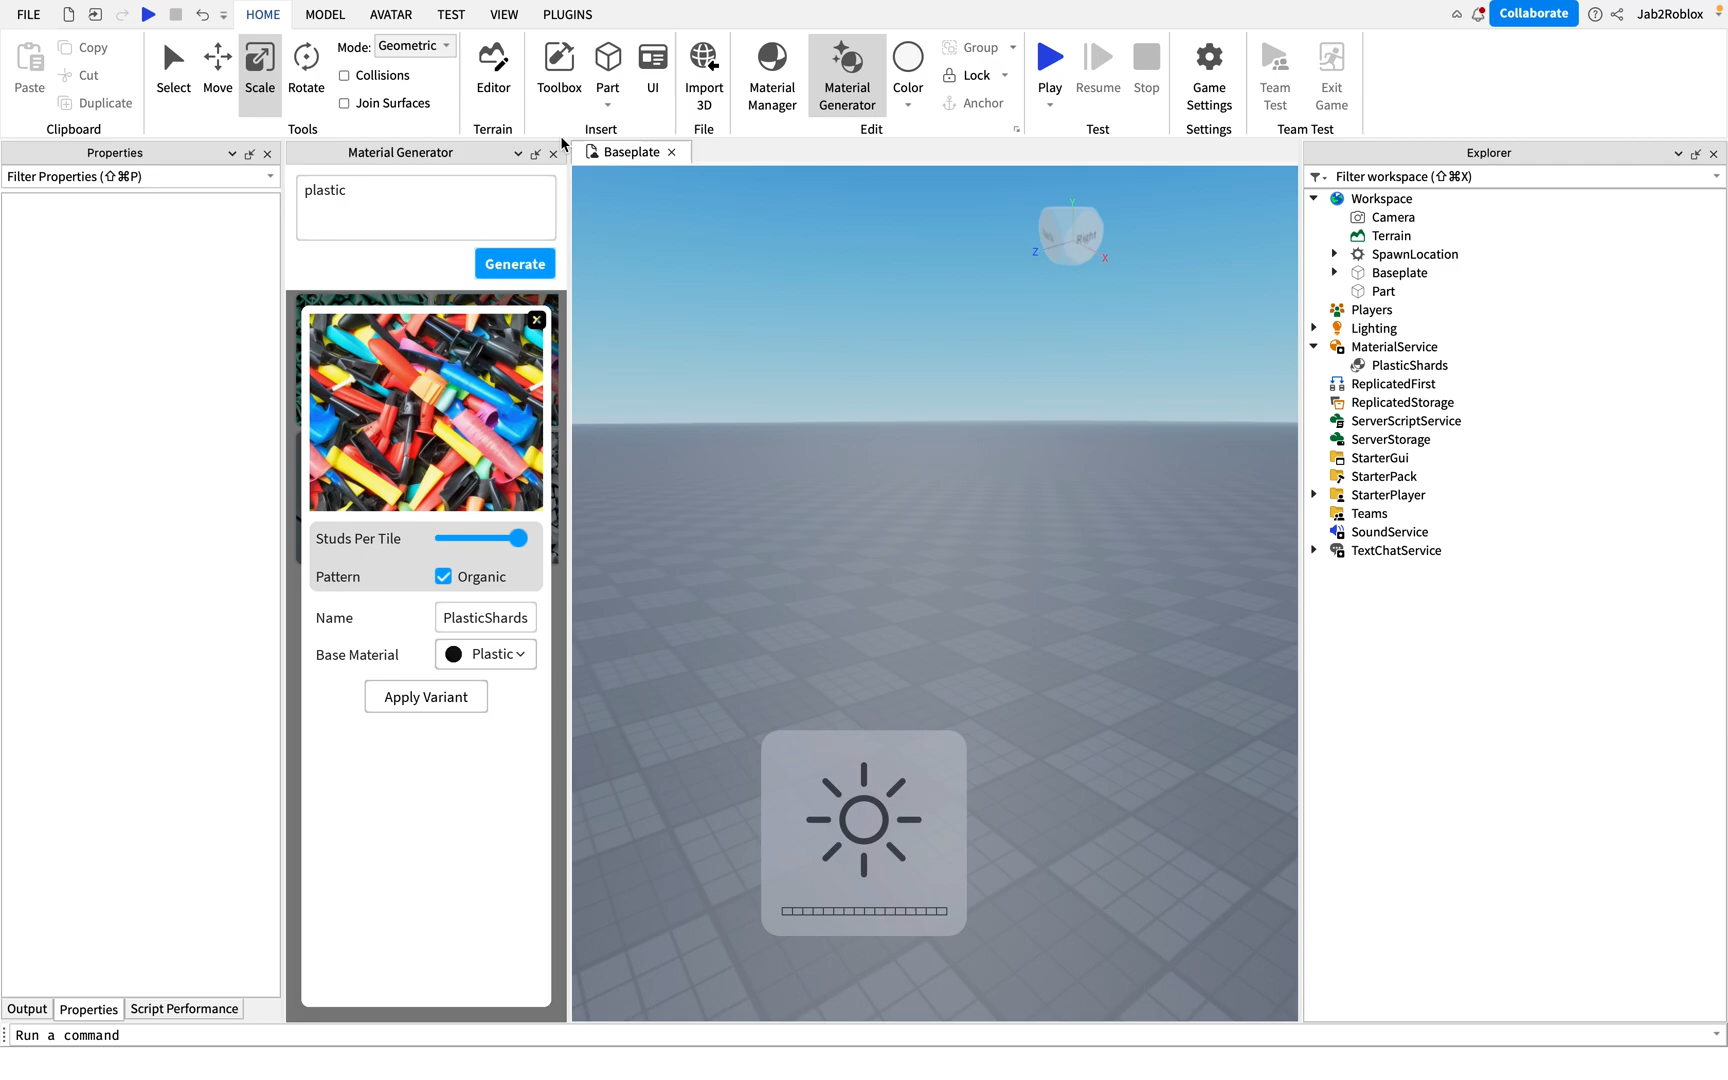 FILE
HOME
MODEL
AVATAR
TEST
VIEW
PLUGINS
Collaborate
Jab2Roblox
Paste
Copy
Cut
Duplicate
Clipboard
Select
Move
Scale
Rotate
Mode: Geometric
Collisions
Join Surfaces
Tools
Editor
Terrain
Toolbox
Part
UI
Insert
Import
3D
File
Material
Manager
Material
Generator
Color
Group
Lock
Anchor
Edit
Play
Resume
Stop
Test
Game
Settings
Settings
Team
Test
Exit
Game
Team Test
Properties
Filter Properties (⇧⌘P)
Material Generator
plastic
Generate
Studs Per Tile
Pattern
Organic
Name
PlasticShards
Base Material
Plastic
Apply Variant
Baseplate
Y
Right
Z
X
Explorer
Filter workspace (⇧⌘X)
Workspace
Camera
Terrain
SpawnLocation
Baseplate
Part
Players
Lighting
MaterialService
PlasticShards
ReplicatedFirst
ReplicatedStorage
ServerScriptService
ServerStorage
StarterGui
StarterPack
StarterPlayer
Teams
SoundService
TextChatService
Output
Properties
Script Performance
Run a command